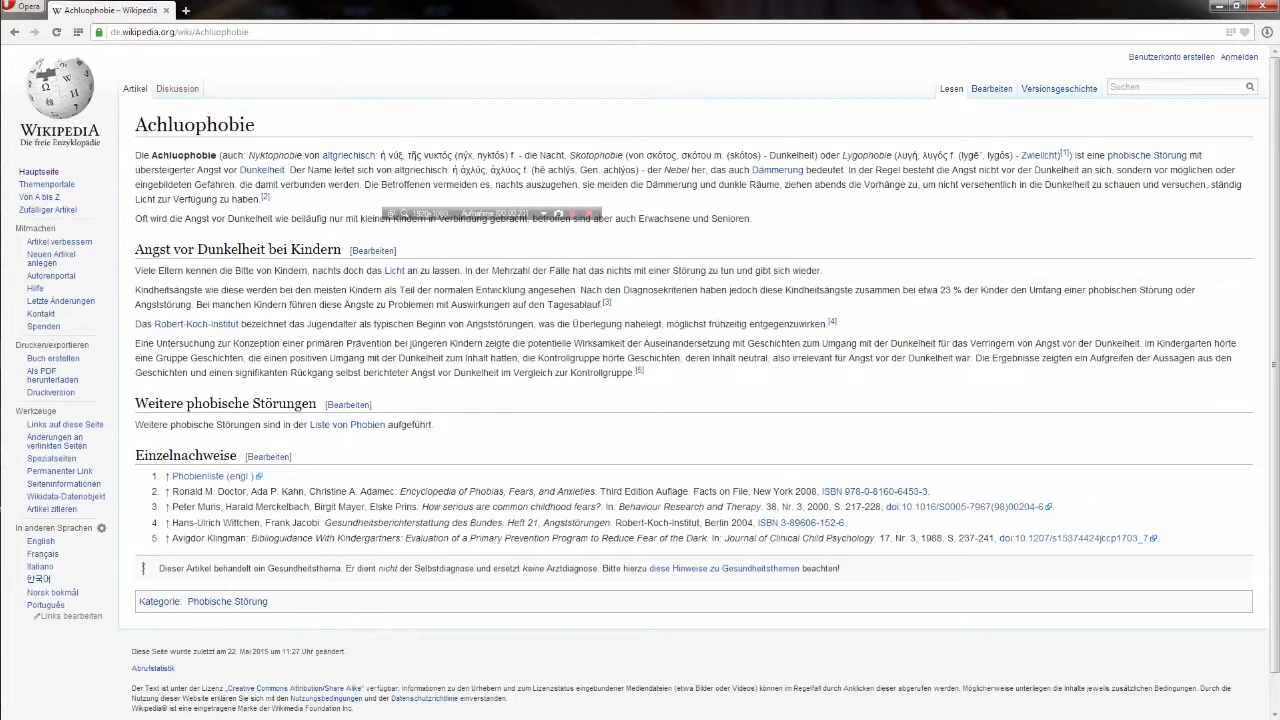 Opera
Achluophobie – Wikipedia
de.wikipedia.org/wiki/Achluophobie
Benutzerkonto erstellen Anmelden
Artikel Diskussion
Lesen Bearbeiten Versionsgeschichte Suchen
WIKIPEDIA
Die freie Enzyklopädie
Hauptseite
Themenportale
Von A bis Z
Zufälliger Artikel
Mitmachen
Artikel verbessern
Neuen Artikel
anlegen
Autorenportal
Hilfe
Letzte Änderungen
Kontakt
Spenden
Drucken/exportieren
Buch erstellen
Als PDF
herunterladen
Druckversion
Werkzeuge
Links auf diese Seite
Änderungen an
verlinkten Seiten
Spezialseiten
Permanenter Link
Seiteninformationen
Wikidata-Datenobjekt
Artikel zitieren
In anderen Sprachen
English
Français
Italiano
한국어
Norsk bokmål
Português
Links bearbeiten
Achluophobie
Die Achluophobie (auch: Nyktophobie von altgriechisch: ἡ νύξ, τῆς νυκτός (nýx, nyktós) f. - die Nacht, Skotophobie (von σκότος, σκότου m. (skótos) - Dunkelheit) oder Lygophobie (λυγή, λυγός f. (lygē´, lygós) - Zwielicht)[1]) ist eine phobische Störung mit
übersteigerter Angst vor Dunkelheit. Der Name leitet sich von altgriechisch: ἡ ἀχλύς, ἀχλύος f. (hē achlýs, Gen. achlýos) - der Nebel her, das auch Dämmerung bedeutet. In der Regel besteht die Angst nicht vor der Dunkelheit an sich, sondern vor möglichen oder
eingebildeten Gefahren, die damit verbunden werden. Die Betroffenen vermeiden es, nachts auszugehen, sie meiden die Dämmerung und dunkle Räume, ziehen abends die Vorhänge zu, um nicht versehentlich in die Dunkelheit zu schauen und versuchen, ständig
Licht zur Verfügung zu haben.[2]
1920x1080 Aufnahme [00:00:21]
Oft wird die Angst vor Dunkelheit wie beiläufig nur mit kleinen Kindern in Verbindung gebracht, betroffen sind aber auch Erwachsene und Senioren.
Angst vor Dunkelheit bei Kindern [Bearbeiten]
Viele Eltern kennen die Bitte von Kindern, nachts doch das Licht an zu lassen. In der Mehrzahl der Fälle hat das nichts mit einer Störung zu tun und gibt sich wieder.
Kindheitsängste wie diese werden bei den meisten Kindern als Teil der normalen Entwicklung angesehen. Nach den Diagnosekriterien haben jedoch diese Kindheitsängste zusammen bei etwa 23 % der Kinder den Umfang einer phobischen Störung oder
Angststörung. Bei manchen Kindern führen diese Ängste zu Problemen mit Auswirkungen auf den Tagesablauf.[3]
Das Robert-Koch-Institut bezeichnet das Jugendalter als typischen Beginn von Angststörungen, was die Überlegung nahelegt, möglichst frühzeitig entgegenzuwirken.[4]
Eine Untersuchung zur Konzeption einer primären Prävention bei jüngeren Kindern zeigte die potentielle Wirksamkeit der Auseinandersetzung mit Geschichten zum Umgang mit der Dunkelheit für das Verringern von Angst vor der Dunkelheit. Im Kindergarten hörte
eine Gruppe Geschichten, die einen positiven Umgang mit der Dunkelheit zum Inhalt hatten, die Kontrollgruppe hörte Geschichten, deren Inhalt neutral, also irrelevant für Angst vor der Dunkelheit war. Die Ergebnisse zeigten ein Aufgreifen der Aussagen aus den
Geschichten und einen signifikanten Rückgang selbst berichteter Angst vor Dunkelheit im Vergleich zur Kontrollgruppe.[5]
Weitere phobische Störungen [Bearbeiten]
Weitere phobische Störungen sind in der Liste von Phobien aufgeführt.
Einzelnachweise [Bearbeiten]
1. ↑ Phobienliste (engl.)
2. ↑ Ronald M. Doctor, Ada P. Kahn, Christine A. Adamec: Encyclopedia of Phobias, Fears, and Anxieties. Third Edition Auflage. Facts on File, New York 2008, ISBN 978-0-8160-6453-3.
3. ↑ Peter Muris, Harald Merckelbach, Birgit Mayer, Elske Prins: How serious are common childhood fears?. In: Behaviour Research and Therapy. 38, Nr. 3, 2000, S. 217-228, doi:10.1016/S0005-7967(98)00204-6
4. ↑ Hans-Ulrich Wittchen, Frank Jacobi: Gesundheitsberichterstattung des Bundes, Heft 21, Angststörungen. Robert-Koch-Institut, Berlin 2004, ISBN 3-89606-152-6
5. ↑ Avigdor Klingman: Biblioguidance With Kindergartners: Evaluation of a Primary Prevention Program to Reduce Fear of the Dark. In: Journal of Clinical Child Psychology. 17, Nr. 3, 1988, S. 237-241, doi:10.1207/s15374424jccp1703_7
Dieser Artikel behandelt ein Gesundheitsthema. Er dient nicht der Selbstdiagnose und ersetzt keine Arztdiagnose. Bitte hierzu diese Hinweise zu Gesundheitsthemen beachten!
Kategorie: Phobische Störung
Diese Seite wurde zuletzt am 22. Mai 2015 um 11:27 Uhr geändert.
Abrufstatistik
Der Text ist unter der Lizenz „Creative Commons Attribution/Share Alike“ verfügbar; Informationen zu den Urhebern und zum Lizenzstatus eingebundener Mediendateien (etwa Bilder oder Videos) können im Regelfall durch Anklicken dieser abgerufen werden. Möglicherweise unterliegen die Inhalte jeweils zusätzlichen Bedingungen. Durch die
Nutzung dieser Website erklären Sie sich mit den Nutzungsbedingungen und der Datenschutzrichtlinie einverstanden.
Wikipedia® ist eine eingetragene Marke der Wikimedia Foundation Inc.